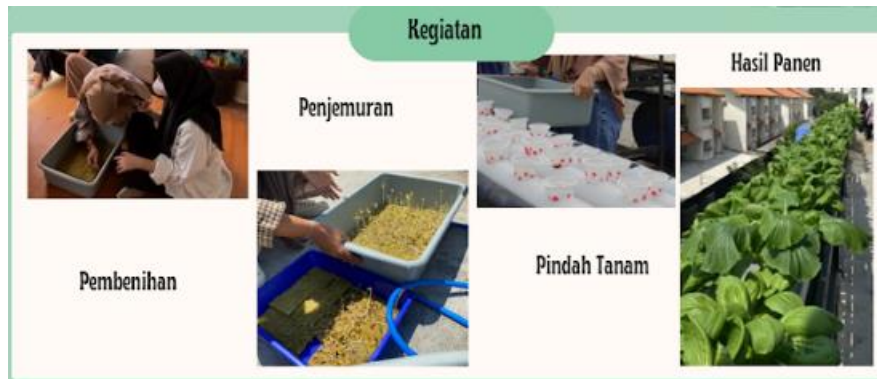 Kegiatan
Pembenihan
Penjemuran
Pindah Tanam
Hasil Panen